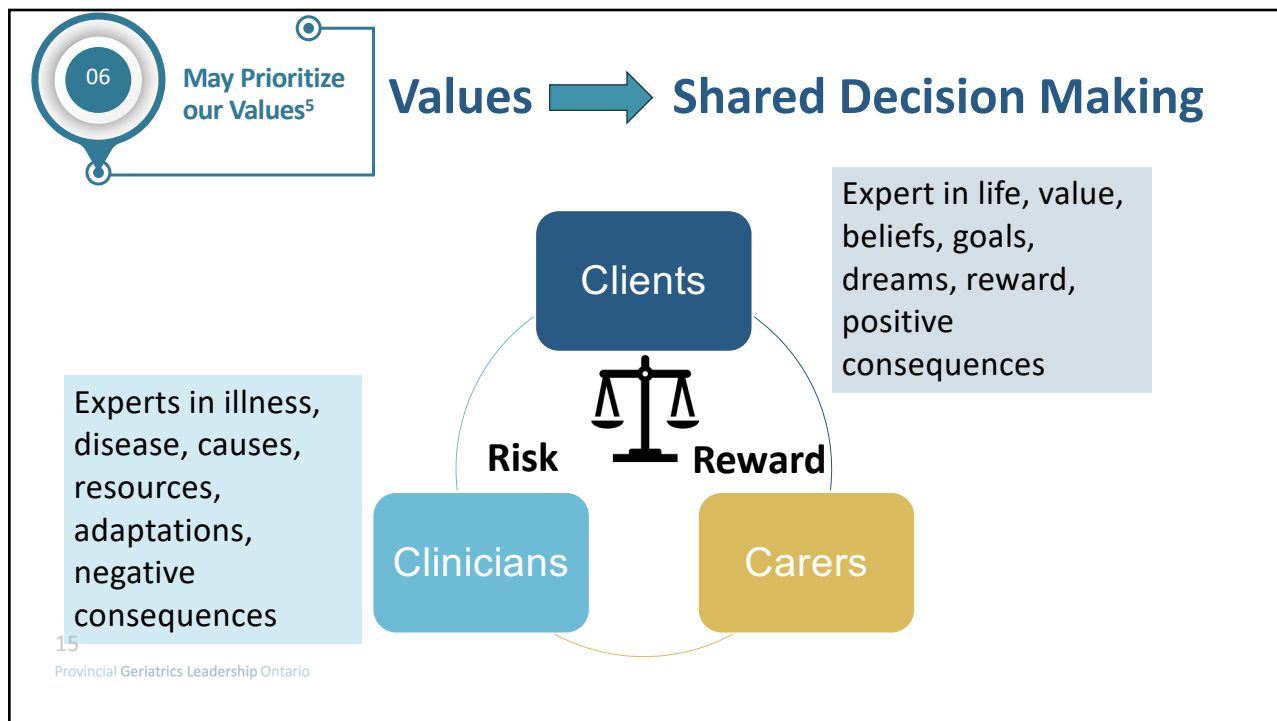 06
May Prioritize
our Values⁵
Values
Shared Decision Making
Expert in life, value,
beliefs, goals,
dreams, reward,
positive
consequences
Clients
Experts in illness,
disease, causes,
resources,
adaptations,
negative
consequences
Risk
Reward
Clinicians
Carers
15
Provincial Geriatrics Leadership Ontario